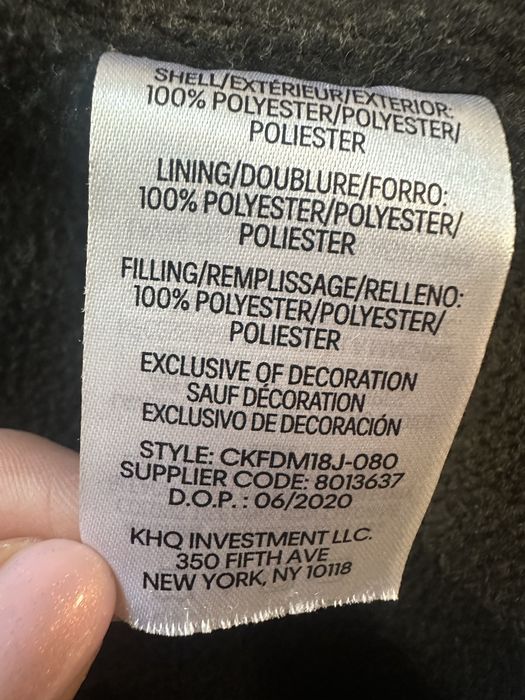 SHELL/EXTÉRIEUR/EXTERIOR:
100% POLYESTER/POLYESTER/
POLIESTER
LINING/DOUBLURE/FORRO:
100% POLYESTER/POLYESTER/
POLIESTER
FILLING/REMPLISSAGE/RELLENO:
100% POLYESTER/POLYESTER/
POLIESTER
EXCLUSIVE OF DECORATION
SAUF DÉCORATION
EXCLUSIVO DE DECORACIÓN
STYLE: CKFDM18J-080
SUPPLIER CODE: 8013637
D.O.P. : 06/2020
KHQ INVESTMENT LLC.
350 FIFTH AVE
NEW YORK, NY 10118